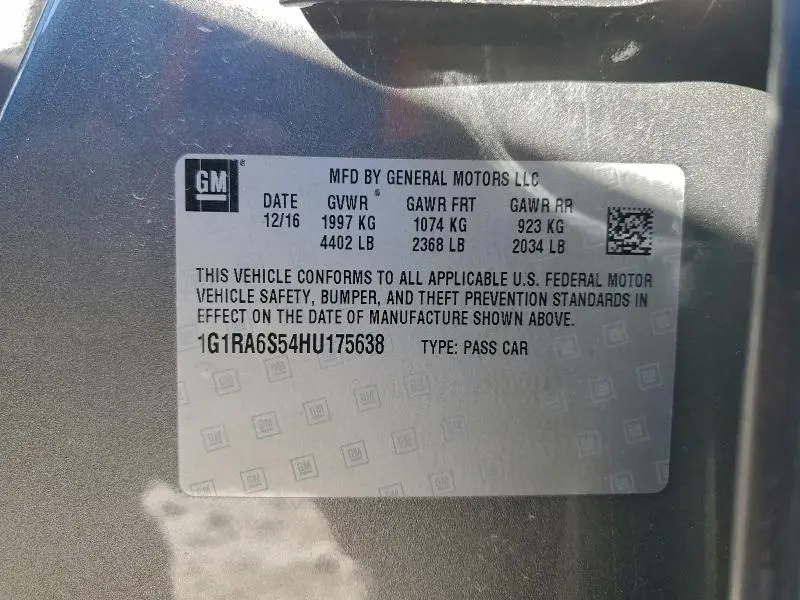 GM
MFD BY GENERAL MOTORS LLC
DATE GVWR GAWR FRT GAWR RR
12/16 1997 KG 1074 KG 923 KG
4402 LB 2368 LB 2034 LB
THIS VEHICLE CONFORMS TO ALL APPLICABLE U.S. FEDERAL MOTOR
VEHICLE SAFETY, BUMPER, AND THEFT PREVENTION STANDARDS IN
EFFECT ON THE DATE OF MANUFACTURE SHOWN ABOVE.
1G1RA6S54HU175638 TYPE: PASS CAR